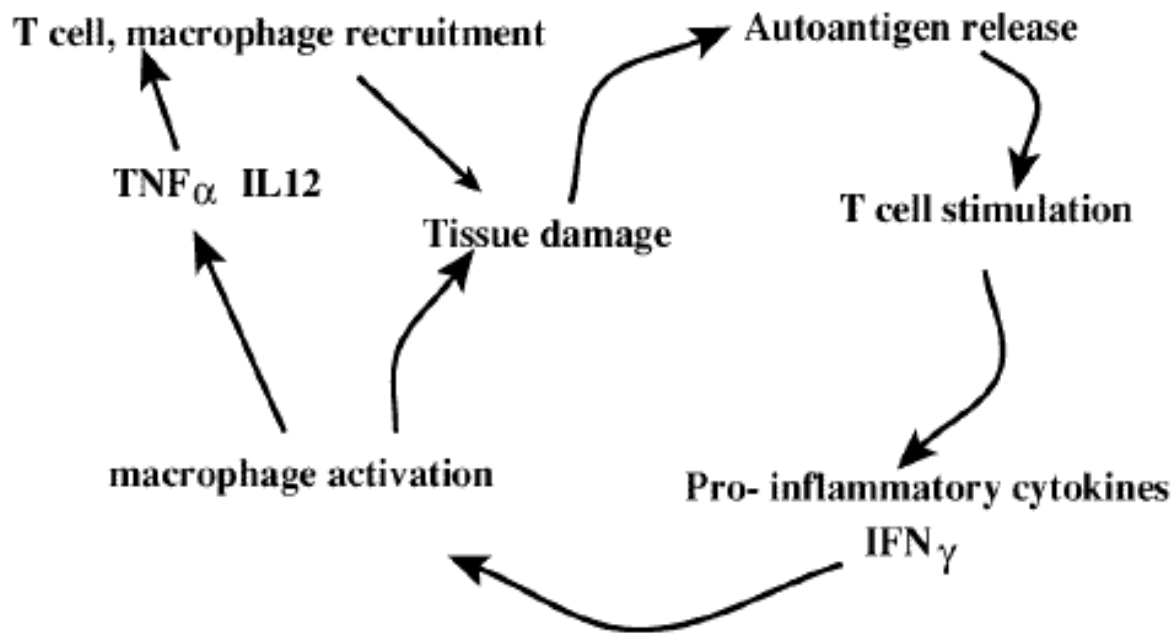 T cell, macrophage recruitment
Autoantigen release
TNFα IL12
T cell stimulation
Tissue damage
macrophage activation
Pro- inflammatory cytokines
IFNγ